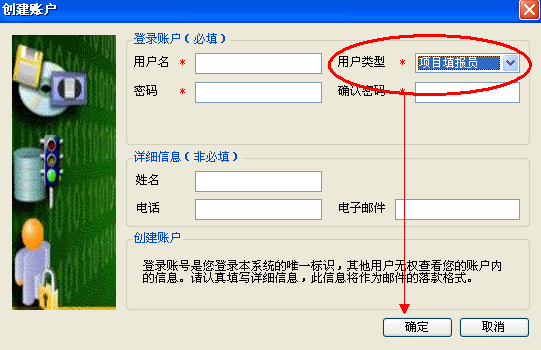 创建账户
登录账户（必填）
用户名 * 用户类型 * 项目填报员
密码 * 确认密码 *
详细信息（非必填）
姓名
电话 电子邮件
创建账户
登录账号是您登录本系统的唯一标识，其他用户无权查看您的账户内
的信息。请认真填写详细信息，此信息将作为邮件的落款格式。
确定 取消